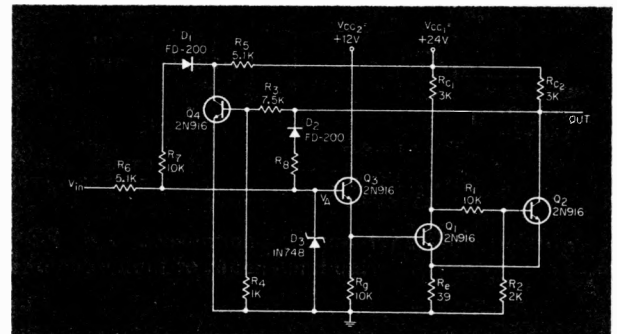 D1
FD-200
R5
5.1K
VCC2=
+12V
VCC1=
+24V
RC1
3K
RC2
3K
OUT
Q4
2N916
R3
7.5K
D2
FD-200
R8
R7
10K
R6
5.1K
Vin
VA
Q3
2N916
R1
10K
Q2
2N916
Q1
2N916
D3
1N748
R4
1K
Rg
10K
Re
39
R2
2K